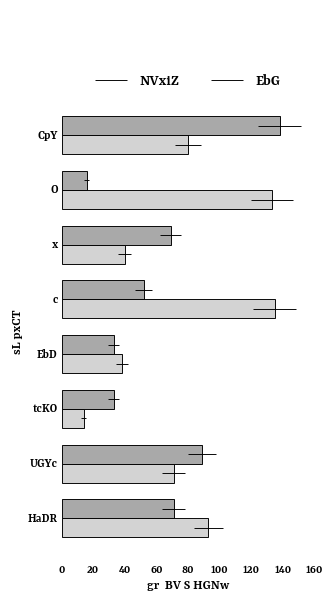 NVxiZ EbG
CpY
O
x
c
EbD
tcKO
UGYc
HaDR
sL pxCT
0 20 40 60 80 100 120 140 160
gr BV S HGNw